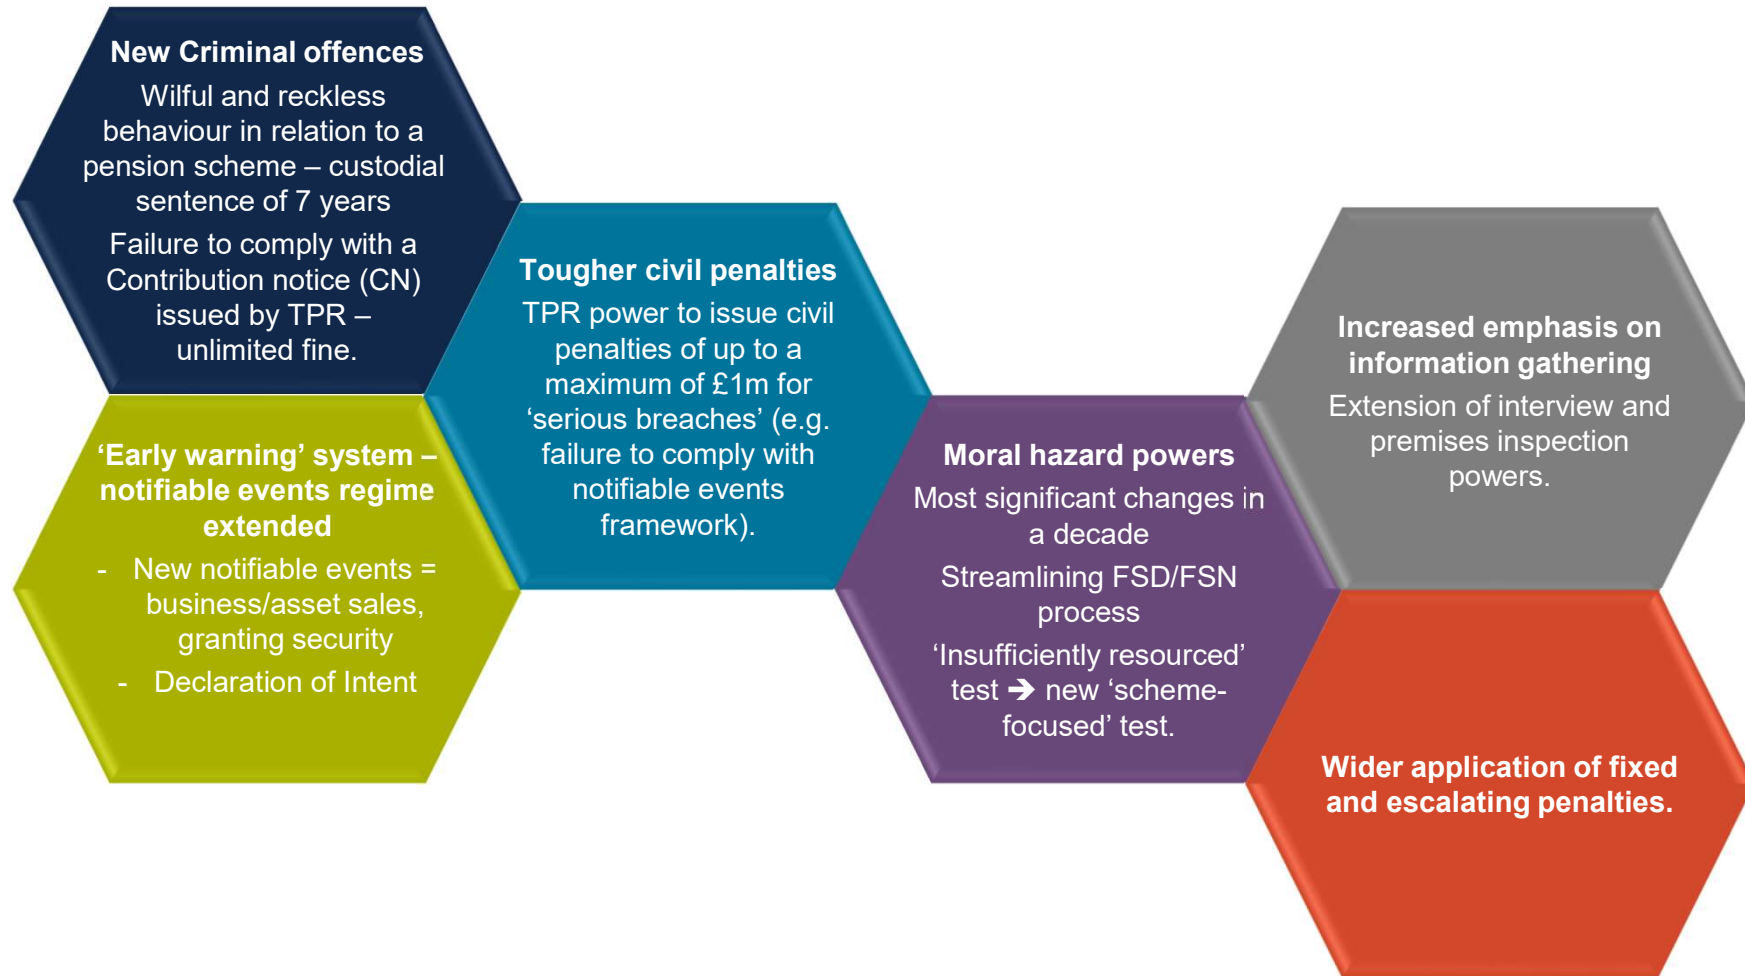 New Criminal offences
Wilful and reckless
behaviour in relation to a
pension scheme – custodial
sentence of 7 years
Failure to comply with a
Contribution notice (CN)
issued by TPR –
unlimited fine.
‘Early warning’ system –
notifiable events regime
extended
- New notifiable events =
business/asset sales,
granting security
- Declaration of Intent
Tougher civil penalties
TPR power to issue civil
penalties of up to a
maximum of £1m for
‘serious breaches’ (e.g.
failure to comply with
notifiable events
framework).
Moral hazard powers
Most significant changes in
a decade
Streamlining FSD/FSN
process
‘Insufficiently resourced’
test ➔ new ‘scheme-
focused’ test.
Increased emphasis on
information gathering
Extension of interview and
premises inspection
powers.
Wider application of fixed
and escalating penalties.